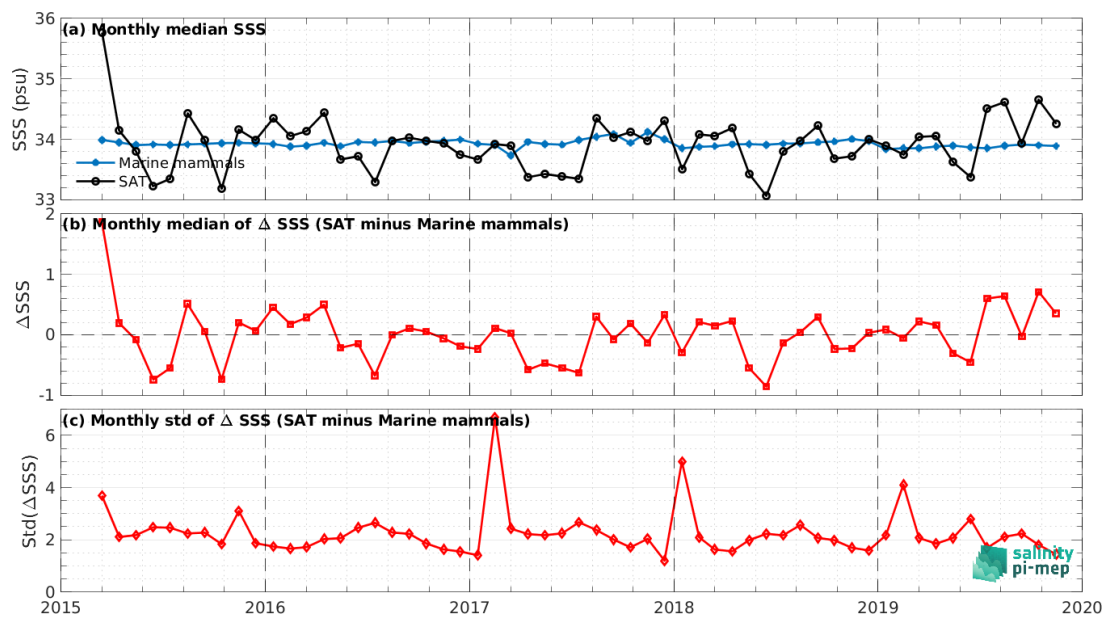 (a) Monthly median SSS
36
35
34
33
SSS (psu)
Marine mammals
SAT
(b) Monthly median of Δ SSS (SAT minus Marine mammals)
2
1
0
-1
ΔSSS
(c) Monthly std of Δ SSS (SAT minus Marine mammals)
6
4
2
0
Std(ΔSSS)
salinity
pi-mep
2015 2016 2017 2018 2019 2020